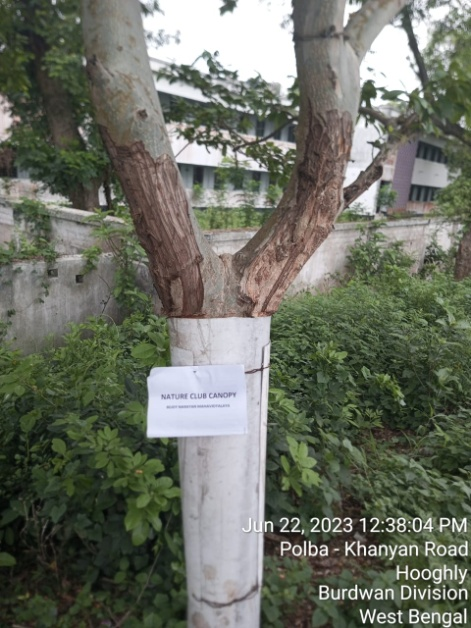 NATURE CLUB CANOPY
Jun 22, 2023 12:38:04 PM
Polba - Khanyan Road
Hooghly
Burdwan Division
West Bengal